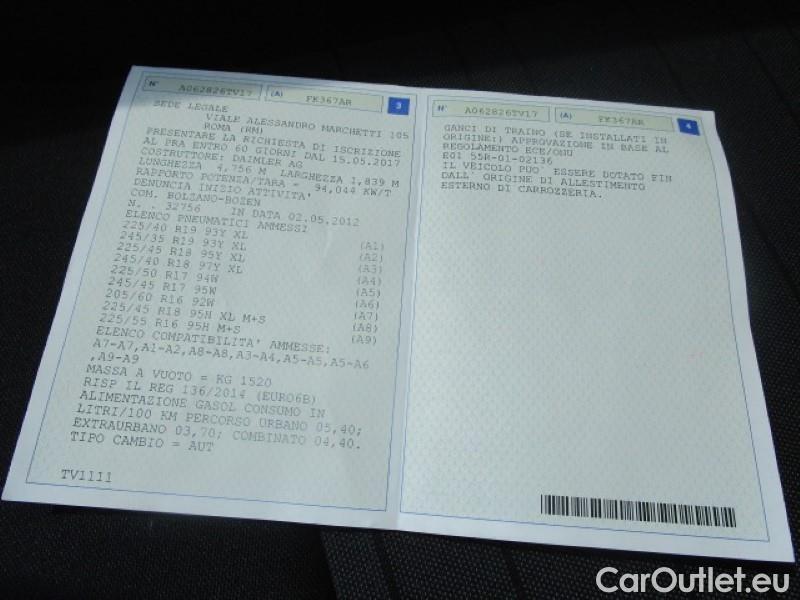 N° A062826TV17 (A) FK367AR 3
SEDE LEGALE
VIALE ALESSANDRO MARCHETTI 105
ROMA (RM)
PRESENTARE LA RICHIESTA DI ISCRIZIONE
AL PRA ENTRO 60 GIORNI DAL 15.05.2017
COSTRUTTORE: DAIMLER AG
LUNGHEZZA 4,756 M LARGHEZZA 1,839 M
RAPPORTO POTENZA/TARA = 94,044 KW/T
DENUNCIA INIZIO ATTIVITA'
COM. BOLZANO-BOZEN
N. . 32756 IN DATA 02.05.2012
ELENCO PNEUMATICI AMMESSI
225/40 R19 93Y XL (A1)
245/35 R19 93Y XL (A2)
225/45 R18 95Y XL (A3)
245/40 R18 97Y XL (A4)
225/50 R17 94W (A5)
245/45 R17 95W (A6)
205/60 R16 92W (A7)
225/45 R18 95H XL M+S (A8)
225/55 R16 95H M+S (A9)
ELENCO COMPATIBILITA' AMMESSE:
A7-A7,A1-A2,A8-A8,A3-A4,A5-A5,A5-A6
,A9-A9
MASSA A VUOTO = KG 1520
RISP IL REG 136/2014 (EURO6B)
ALIMENTAZIONE GASOL CONSUMO IN
LITRI/100 KM PERCORSO URBANO 05,40;
EXTRAURBANO 03,70; COMBINATO 04,40.
TIPO CAMBIO = AUT
TV1111
N° A062826TV17 (A) FK367AR 4
GANCI DI TRAINO (SE INSTALLATI IN
ORIGINE:) APPROVAZIONE IN BASE AL
REGOLAMENTO ECE/ONU
E01 55R-01-02136
IL VEICOLO PUO' ESSERE DOTATO FIN
DALL' ORIGINE DI ALLESTIMENTO
ESTERNO DI CARROZZERIA.
CarOutlet.eu